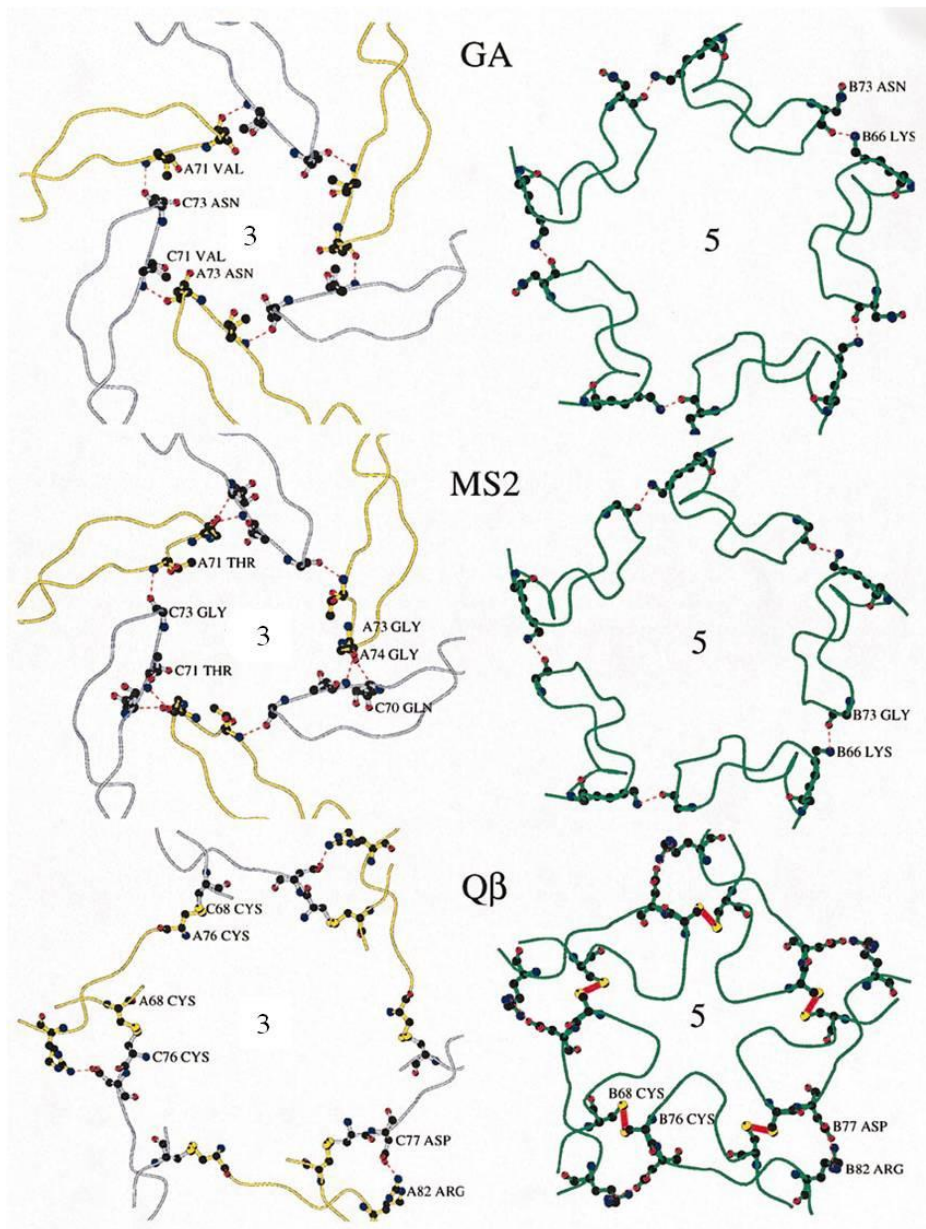 GA
B73 ASN
B66 LYS
A71 VAL
C73 ASN
3
5
C71 VAL
A73 ASN
MS2
A71 THR
C73 GLY
3
A73 GLY
5
A74 GLY
C71 THR
C70 GLN
B73 GLY
B66 LYS
Qβ
C68 CYS
A76 CYS
A68 CYS
3
5
C76 CYS
B68 CYS
B76 CYS
C77 ASP
B77 ASP
A82 ARG
B82 ARG